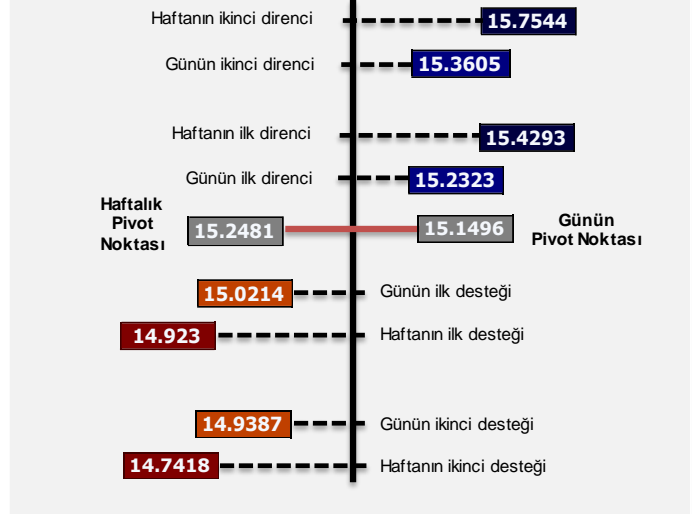 Haftanın ikinci direnci 15.7544
Günün ikinci direnci 15.3605
Haftanın ilk direnci 15.4293
Günün ilk direnci 15.2323
Haftalık
Pivot
Noktası
15.2481
15.1496
Günün
Pivot Noktası
15.0214 Günün ilk desteği
14.923 Haftanın ilk desteği
14.9387 Günün ikinci desteği
14.7418 Haftanın ikinci desteği